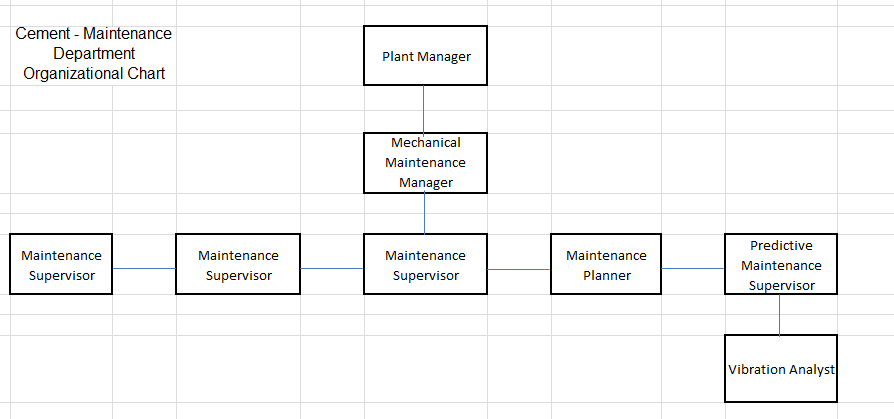 Cement - Maintenance
Department
Organizational Chart
Plant Manager
Mechanical
Maintenance
Manager
Maintenance
Supervisor
Maintenance
Supervisor
Maintenance
Supervisor
Maintenance
Planner
Predictive
Maintenance
Supervisor
Vibration Analyst